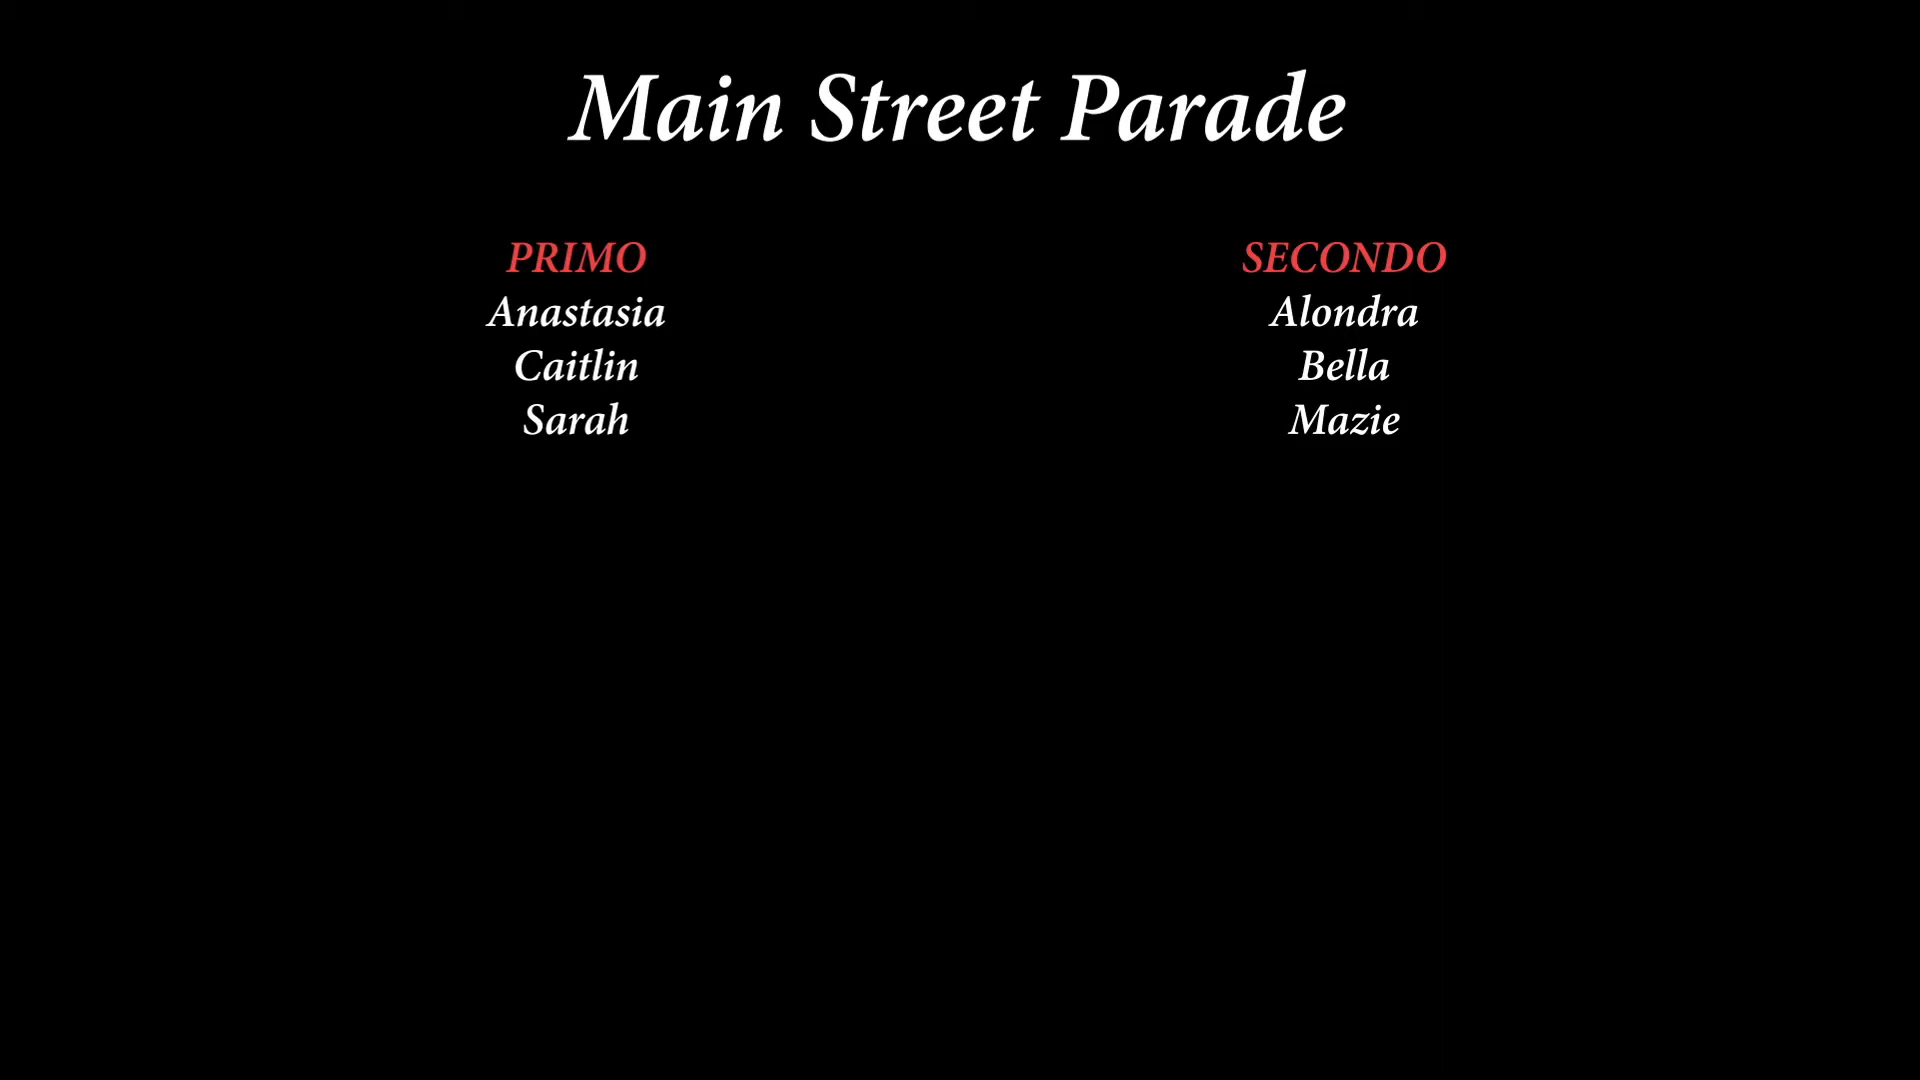 Main Street Parade
PRIMO
Anastasia
Caitlin
Sarah
SECONDO
Alondra
Bella
Mazie